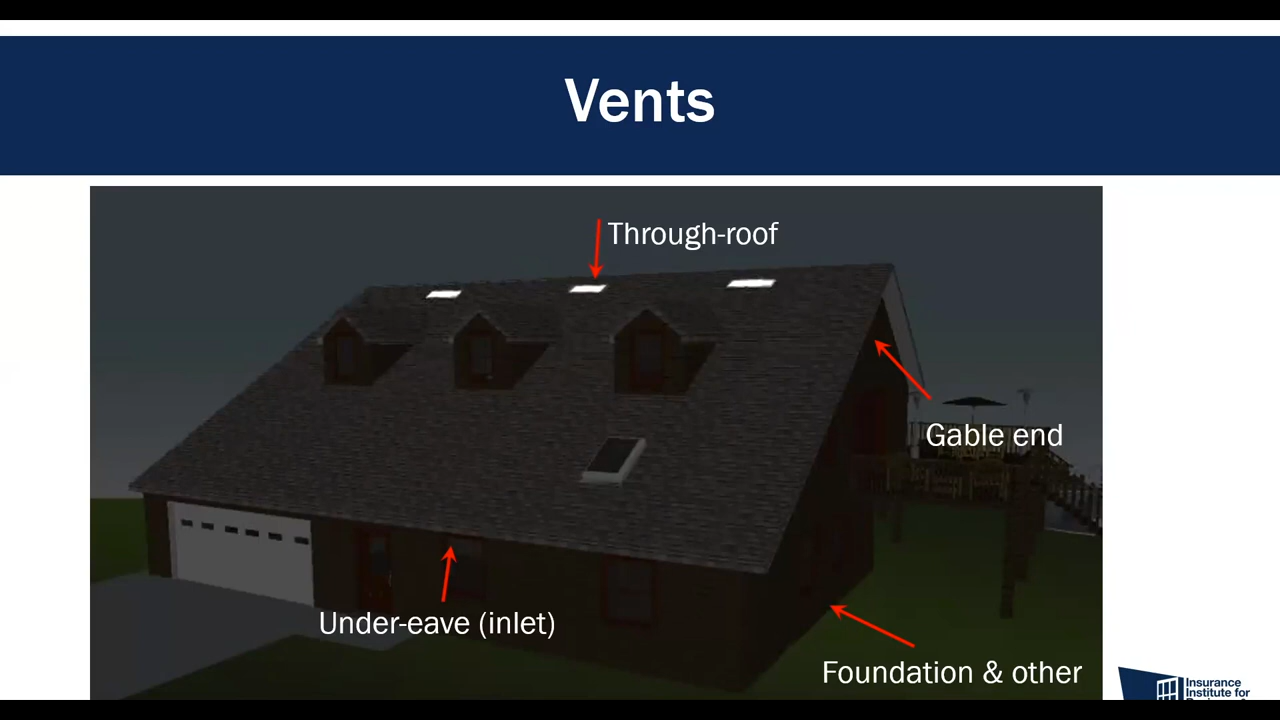 Vents
Through-roof
Gable end
Under-eave (inlet)
Foundation & other
Insurance
Institute for